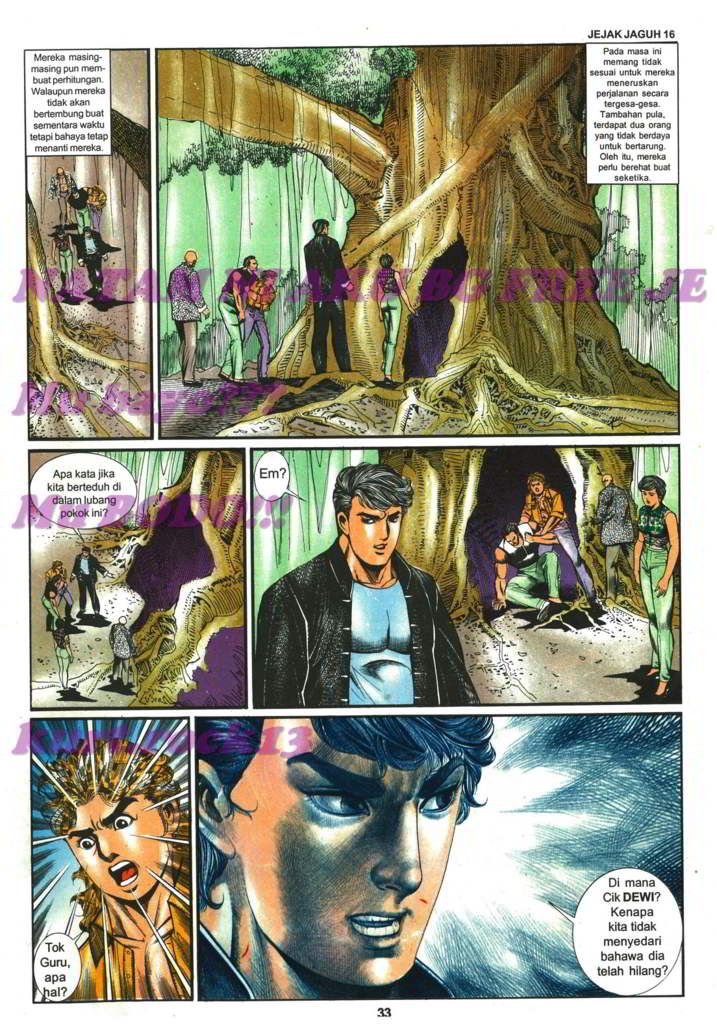 JEJAK JAGUH 16
Mereka masing-
masing pun mem-
buat perhitungan.
Walaupun mereka
tidak akan
bertembung buat
sementara waktu
tetapi bahaya tetap
menanti mereka.
Pada masa ini
memang tidak
sesuai untuk mereka
meneruskan
perjalanan secara
tergesa-gesa.
Tambahan pula,
terdapat dua orang
yang tidak berdaya
untuk bertarung.
Oleh itu, mereka
perlu berehat buat
seketika.
FREE JE
Apa kata jika
kita berteduh di
dalam lubang
pokok ini?
Em?
Tok
Guru,
apa
hal?
Di mana
Cik DEWI?
Kenapa
kita tidak
menyedari
bahawa dia
telah hilang?
33